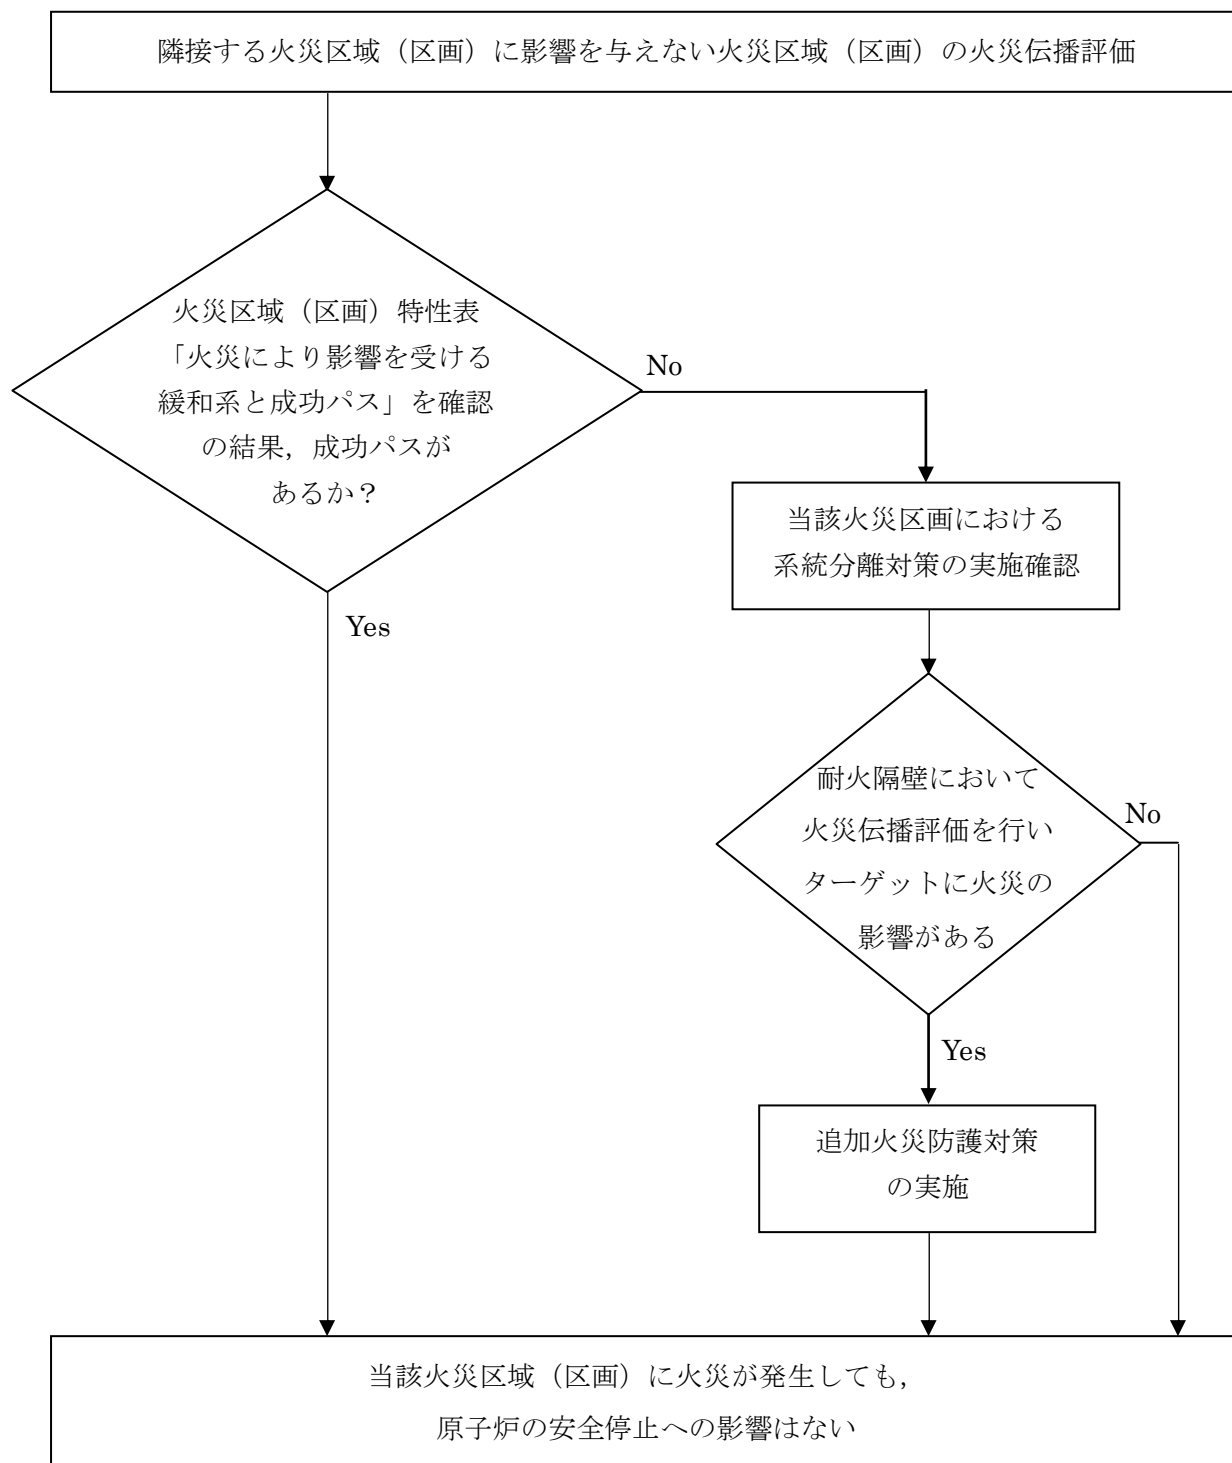 隣接する火災区域（区画）に影響を与えない火災区域（区画）の火災伝播評価
火災区域（区画）特性表
「火災により影響を受ける
緩和系と成功パス」を確認
の結果，成功パスが
あるか？
No
Yes
当該火災区画における
系統分離対策の実施確認
耐火隔壁において
火災伝播評価を行い
ターゲットに火災の
影響がある
No
Yes
追加火災防護対策
の実施
当該火災区域（区画）に火災が発生しても，
原子炉の安全停止への影響はない